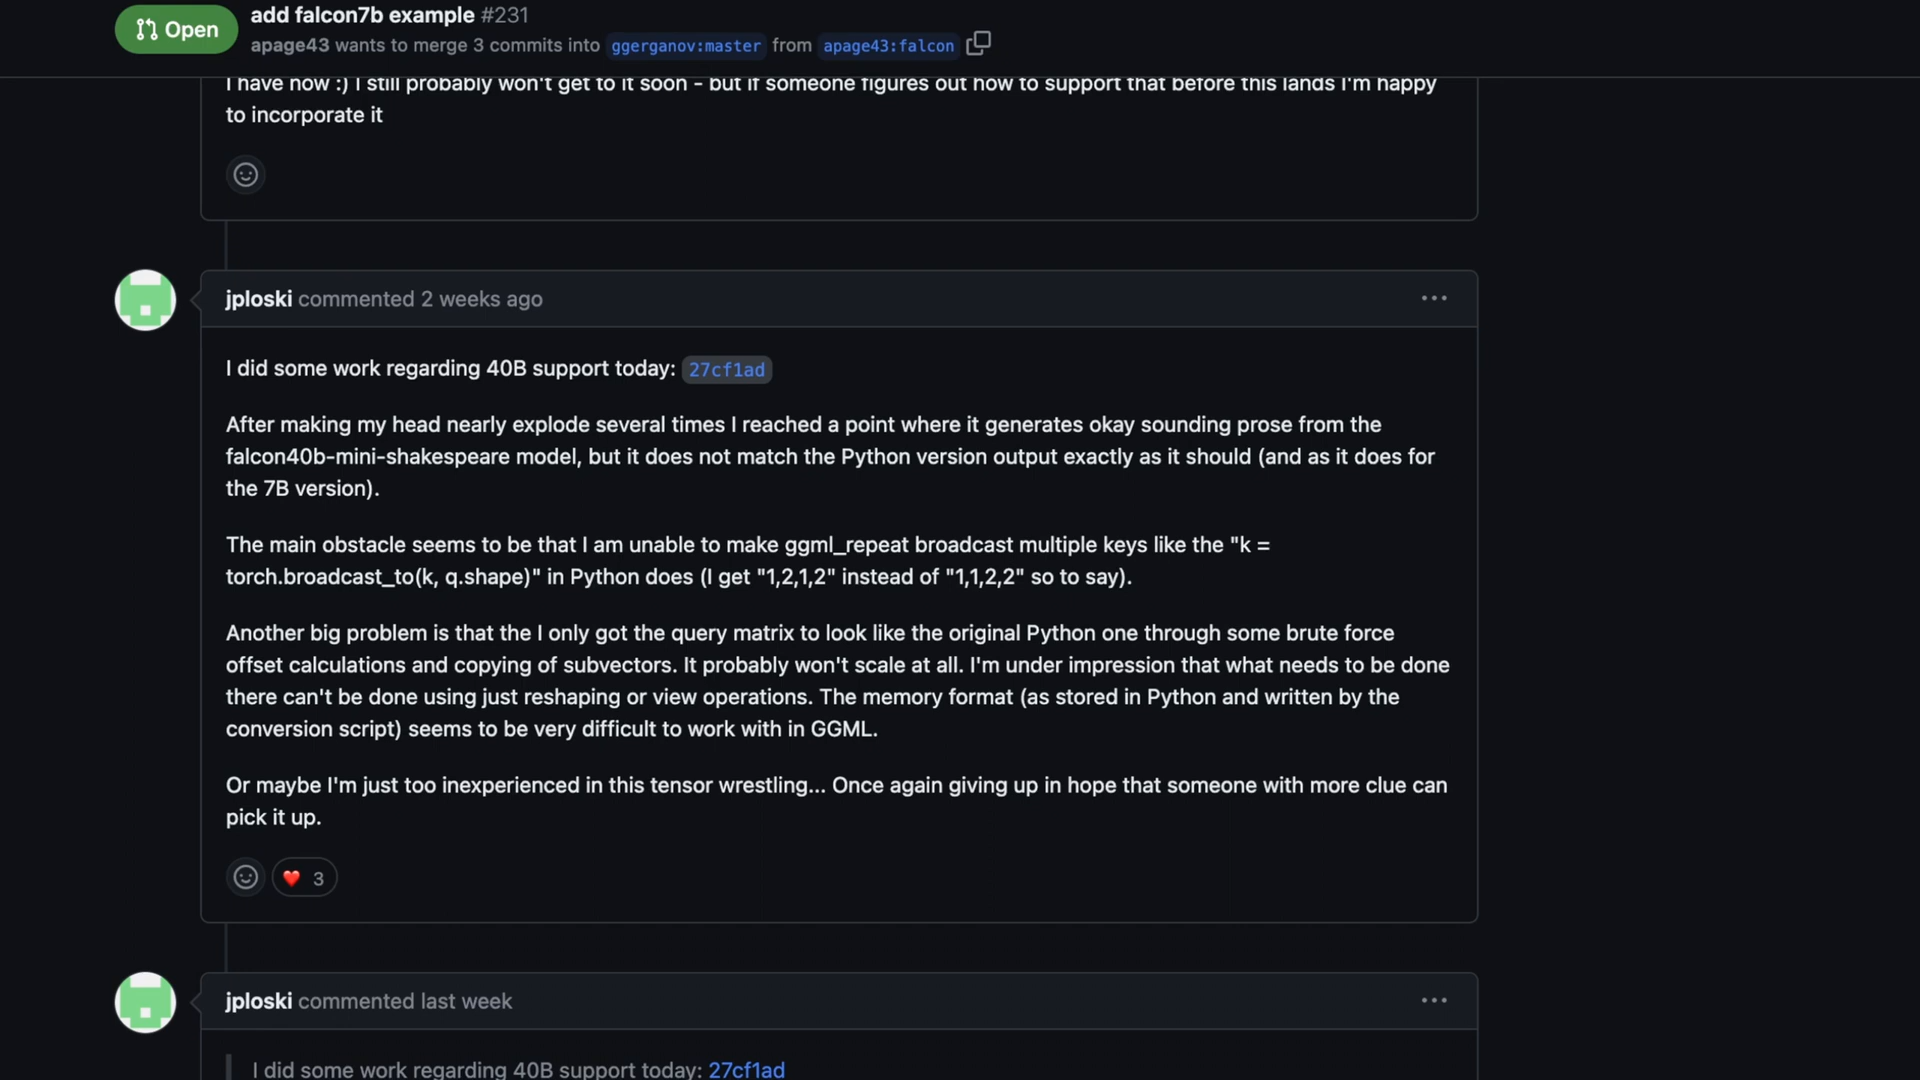 Open
add falcon7b example #231
apage43 wants to merge 3 commits into ggerganov:master from apage43:falcon
I have now :) I still probably won't get to it soon - but if someone figures out how to support that before this lands I'm happy
to incorporate it
jploski commented 2 weeks ago
I did some work regarding 40B support today: 27cf1ad
After making my head nearly explode several times I reached a point where it generates okay sounding prose from the
falcon40b-mini-shakespeare model, but it does not match the Python version output exactly as it should (and as it does for
the 7B version).
The main obstacle seems to be that I am unable to make ggml_repeat broadcast multiple keys like the "k =
torch.broadcast_to(k, q.shape)" in Python does (I get "1,2,1,2" instead of "1,1,2,2" so to say).
Another big problem is that the I only got the query matrix to look like the original Python one through some brute force
offset calculations and copying of subvectors. It probably won't scale at all. I'm under impression that what needs to be done
there can't be done using just reshaping or view operations. The memory format (as stored in Python and written by the
conversion script) seems to be very difficult to work with in GGML.
Or maybe I'm just too inexperienced in this tensor wrestling... Once again giving up in hope that someone with more clue can
pick it up.
3
jploski commented last week
I did some work regarding 40B support today: 27cf1ad